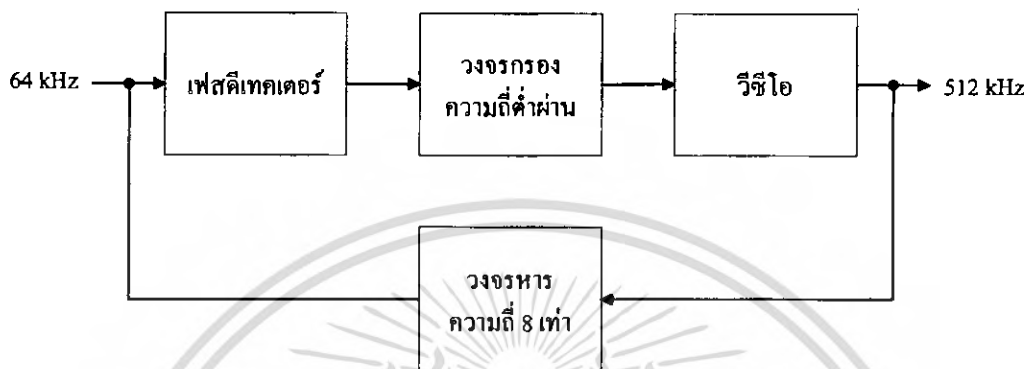 64 kHz
เฟสดีเทคเตอร์
วงจรกรอง
ความถี่ต่ำผ่าน
วีซีโอ
512 kHz
วงจรหาร
ความถี่ 8 เท่า